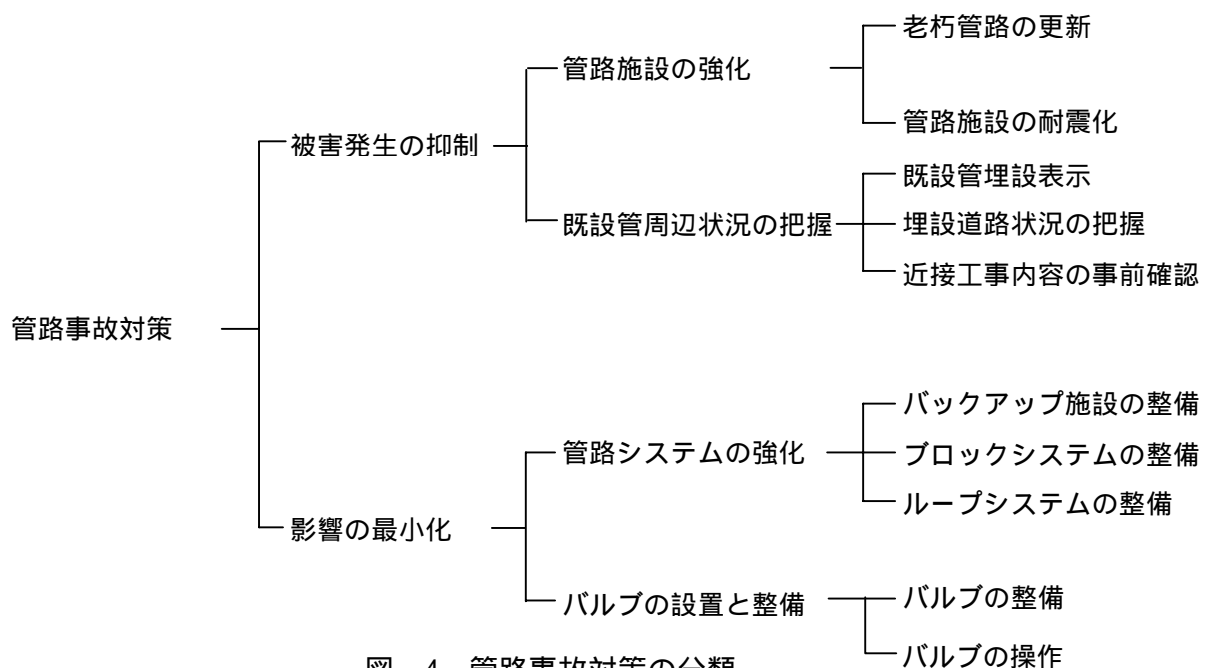 老朽管路の更新
管路施設の強化
管路施設の耐震化
被害発生の抑制
既設管埋設表示
既設管周辺状況の把握
埋設道路状況の把握
近接工事内容の事前確認
管路事故対策
バックアップ施設の整備
管路システムの強化
ブロックシステムの整備
ループシステムの整備
影響の最小化
バルブの設置と整備
バルブの整備
バルブの操作
図 4 管路事故対策の分類